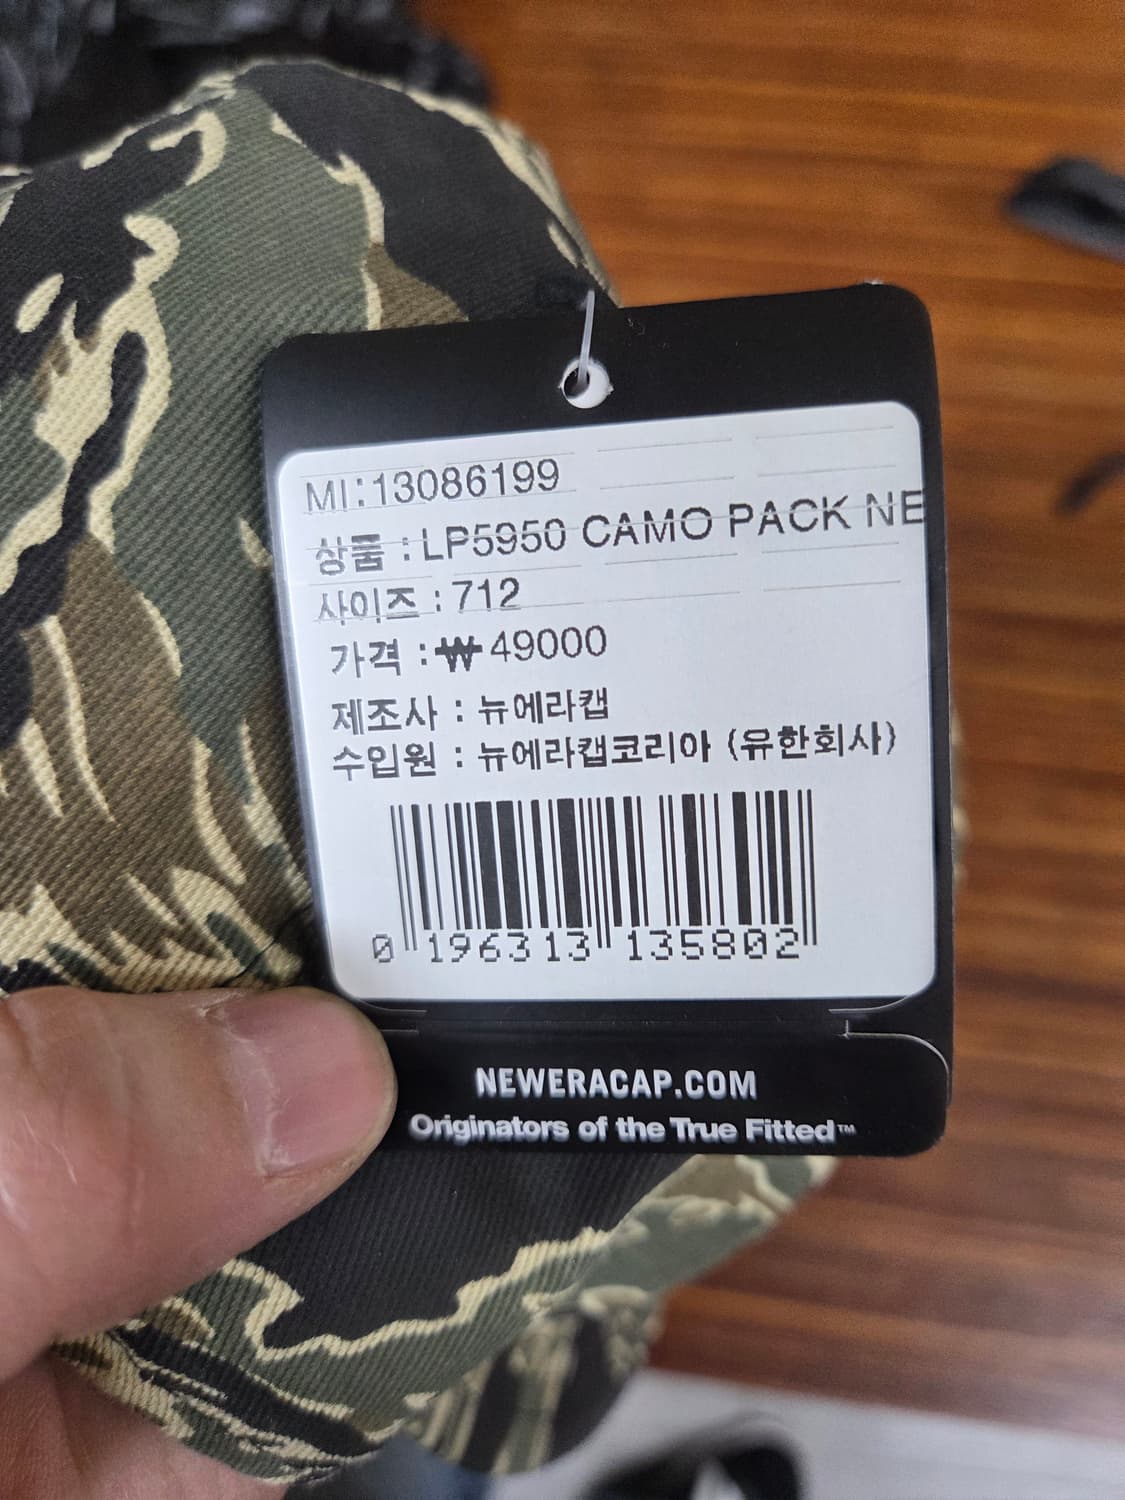 MI:13086199
상품 : LP5950 CAMO PACK NE
사이즈 : 712
가격 : ₩49000
제조사 : 뉴에라캡
수입원 : 뉴에라캡코리아 (유한회사)
0 196313 135802
NEWERACAP.COM
Originators of the True Fitted™